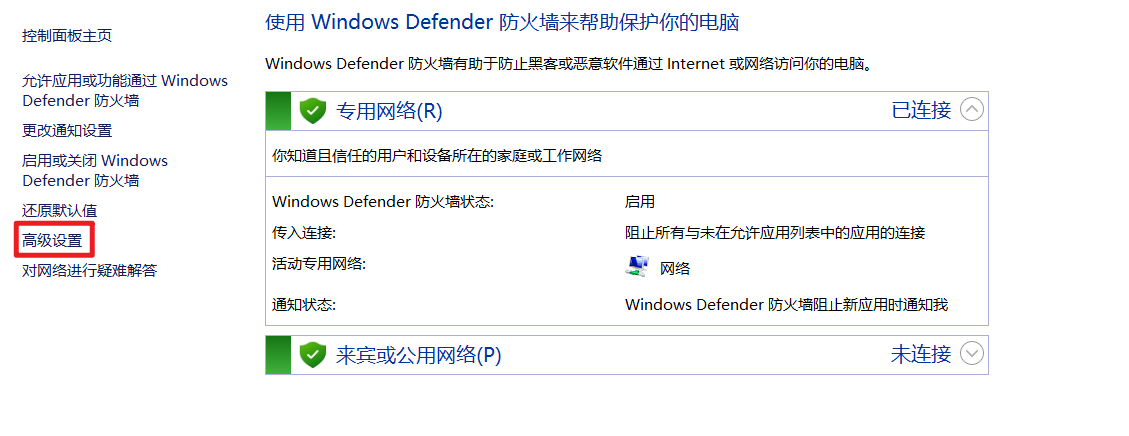 控制面板主页
允许应用或功能通过 Windows
Defender 防火墙
更改通知设置
启用或关闭 Windows
Defender 防火墙
还原默认值
高级设置
对网络进行疑难解答
使用 Windows Defender 防火墙来帮助保护你的电脑
Windows Defender 防火墙有助于防止黑客或恶意软件通过 Internet 或网络访问你的电脑。
专用网络(R) 已连接
你知道且信任的用户和设备所在的家庭或工作网络
Windows Defender 防火墙状态: 启用
传入连接: 阻止所有与未在允许应用列表中的应用的连接
活动专用网络: 网络
通知状态: Windows Defender 防火墙阻止新应用时通知我
来宾或公用网络(P) 未连接